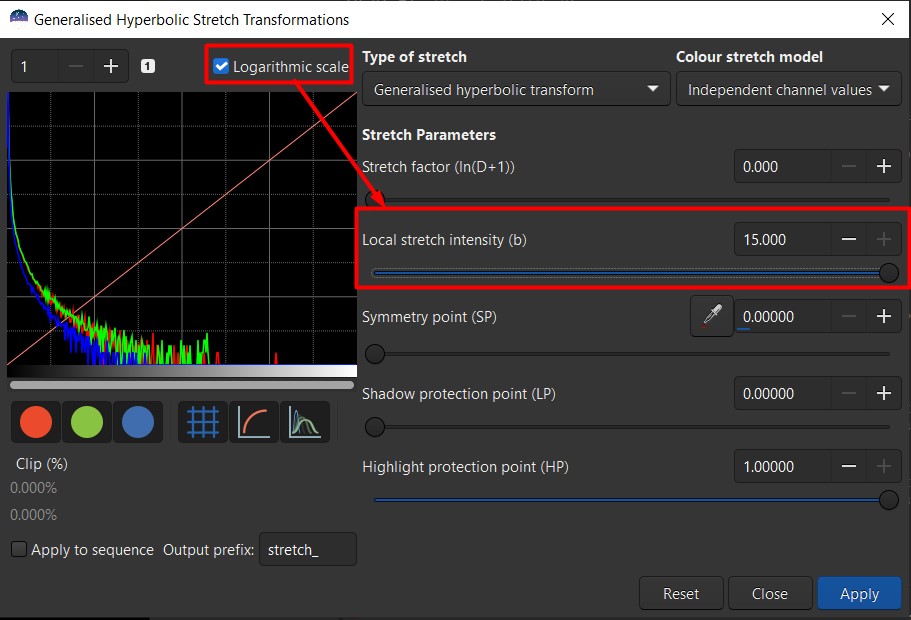 Generalised Hyperbolic Stretch Transformations
1
1
Logarithmic scale
Type of stretch
Colour stretch model
Generalised hyperbolic transform
Independent channel values
Stretch Parameters
Stretch factor (ln(D+1))
0.000
Local stretch intensity (b)
15.000
Symmetry point (SP)
0.00000
Shadow protection point (LP)
0.00000
Highlight protection point (HP)
1.00000
Clip (%)
0.000%
0.000%
Apply to sequence
Output prefix:
stretch_
Reset
Close
Apply